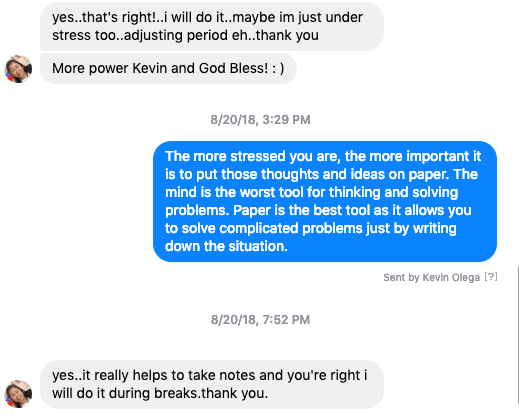 yes..that's right!..i will do it..maybe im just under
stress too..adjusting period eh..thank you
More power Kevin and God Bless! : )
8/20/18, 3:29 PM
The more stressed you are, the more important it
is to put those thoughts and ideas on paper. The
mind is the worst tool for thinking and solving
problems. Paper is the best tool as it allows you
to solve complicated problems just by writing
down the situation.
Sent by Kevin Olega [?]
8/20/18, 7:52 PM
yes..it really helps to take notes and you're right i
will do it during breaks.thank you.